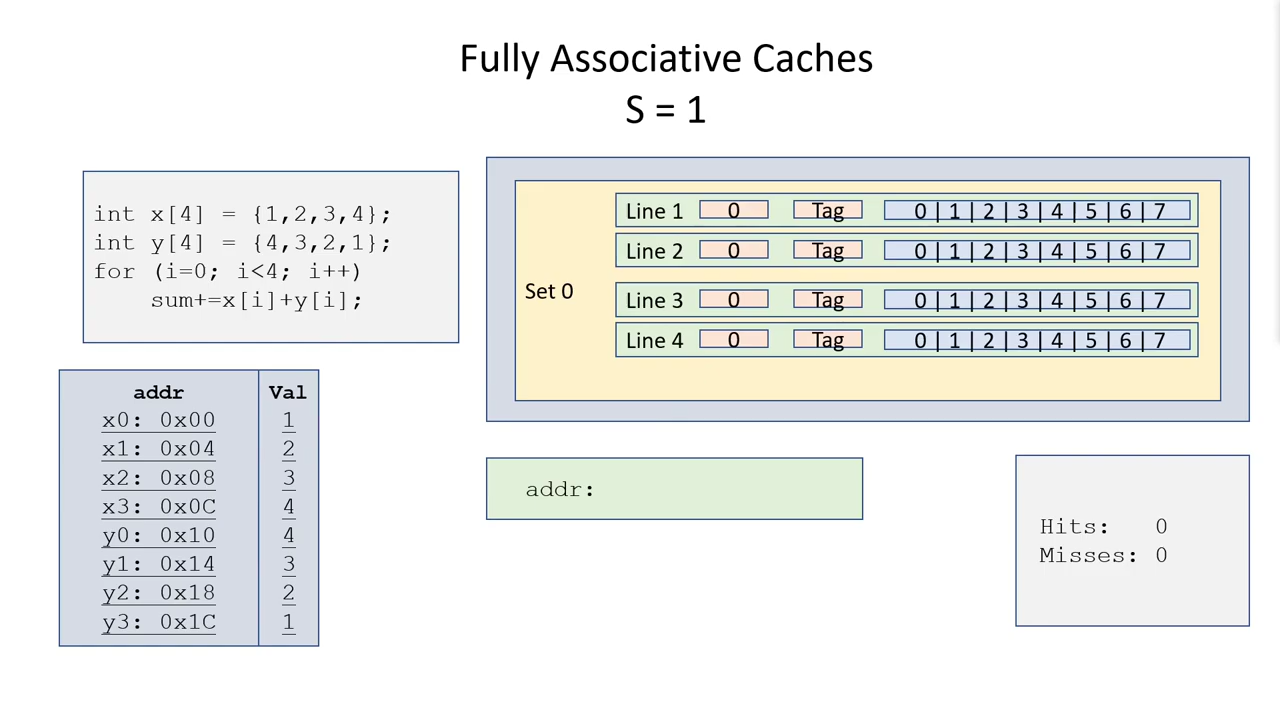 Fully Associative Caches
S = 1
int x[4] = {1,2,3,4};
int y[4] = {4,3,2,1};
for (i=0; i<4; i++)
sum+=x[i]+y[i];
Set 0
Line 1 0 Tag 0 | 1 | 2 | 3 | 4 | 5 | 6 | 7
Line 2 0 Tag 0 | 1 | 2 | 3 | 4 | 5 | 6 | 7
Line 3 0 Tag 0 | 1 | 2 | 3 | 4 | 5 | 6 | 7
Line 4 0 Tag 0 | 1 | 2 | 3 | 4 | 5 | 6 | 7
addr Val
x0: 0x00 1
x1: 0x04 2
x2: 0x08 3
x3: 0x0C 4
y0: 0x10 4
y1: 0x14 3
y2: 0x18 2
y3: 0x1C 1
addr:
Hits: 0
Misses: 0